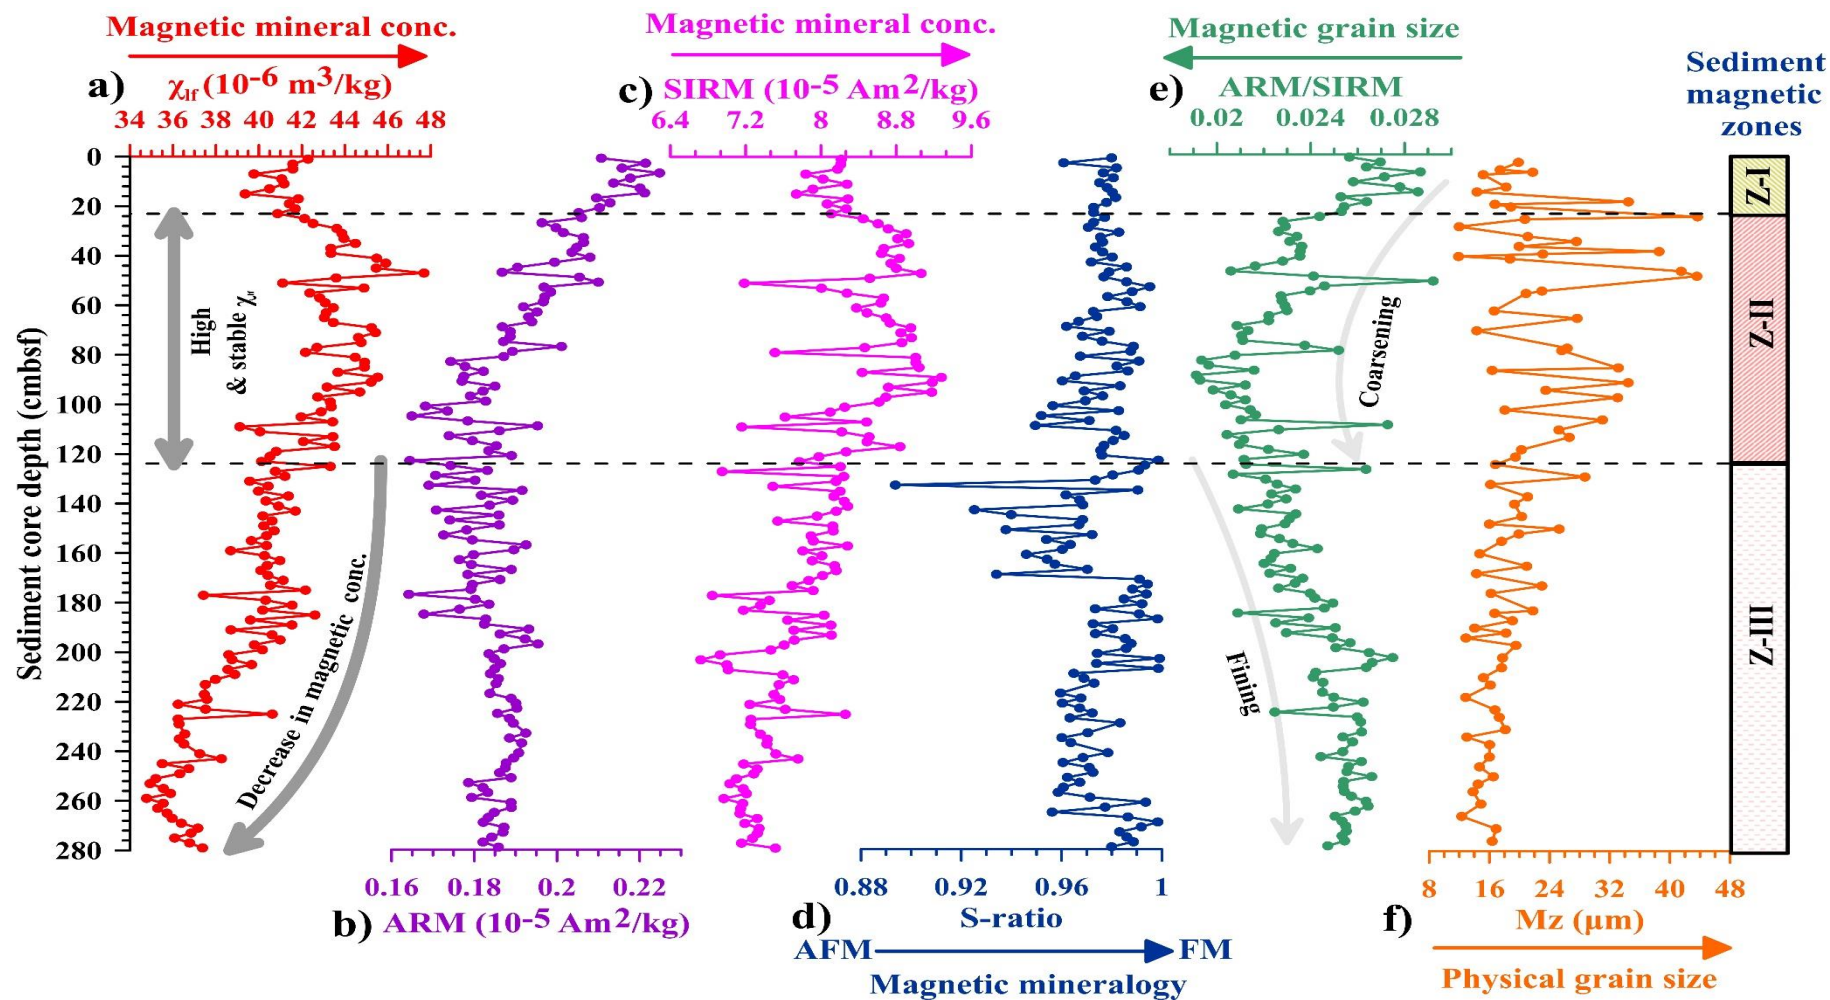 Magnetic mineral conc.
a)
χlf (10-6 m3/kg)
34 36 38 40 42 44 46 48
Magnetic mineral conc.
c)
SIRM (10-5 Am2/kg)
6.4 7.2 8 8.8 9.6
Magnetic grain size
e)
ARM/SIRM
0.02 0.024 0.028
Sediment
magnetic
zones
Sediment core depth (cmbsf)
0
20
40
60
80
100
120
140
160
180
200
220
240
260
280
High
& stable χlf
Decrease in magnetic conc.
Coarsening
Fining
Z-I
Z-II
Z-III
0.16 0.18 0.2 0.22
b)
ARM (10-5 Am2/kg)
0.88 0.92 0.96 1
d)
S-ratio
AFM
FM
Magnetic mineralogy
8 16 24 32 40 48
f)
Mz (μm)
Physical grain size